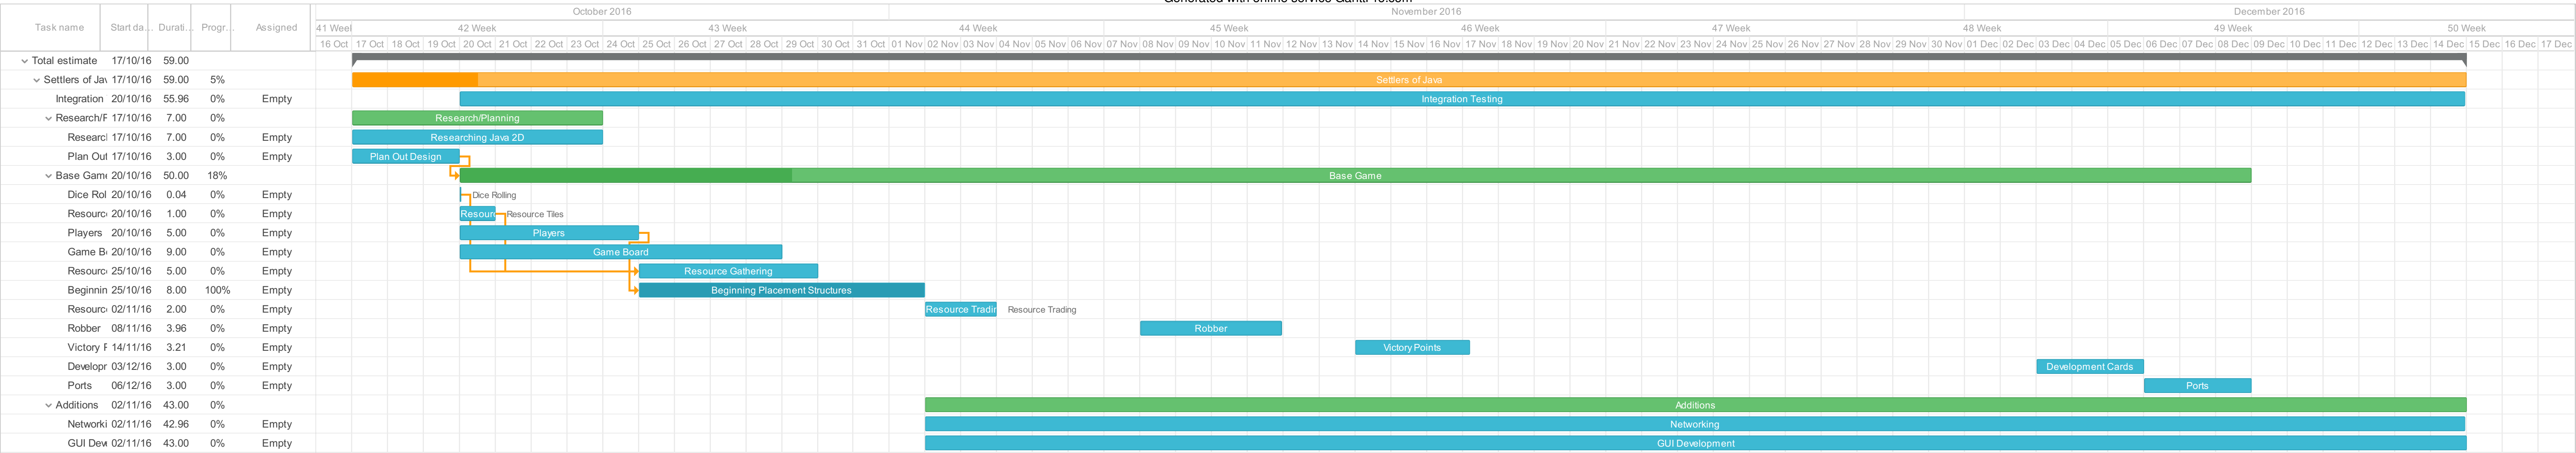 Generated with online service GanttPro.com
October 2016 November 2016 December 2016
Task name Start da... Durati... Progr... Assigned 41 Weel 42 Week 43 Week 44 Week 45 Week 46 Week 47 Week 48 Week 49 Week 50 Week
16 Oct 17 Oct 18 Oct 19 Oct 20 Oct 21 Oct 22 Oct 23 Oct 24 Oct 25 Oct 26 Oct 27 Oct 28 Oct 29 Oct 30 Oct 31 Oct 01 Nov 02 Nov 03 Nov 04 Nov 05 Nov 06 Nov 07 Nov 08 Nov 09 Nov 10 Nov 11 Nov 12 Nov 13 Nov 14 Nov 15 Nov 16 Nov 17 Nov 18 Nov 19 Nov 20 Nov 21 Nov 22 Nov 23 Nov 24 Nov 25 Nov 26 Nov 27 Nov 28 Nov 29 Nov 30 Nov 01 Dec 02 Dec 03 Dec 04 Dec 05 Dec 06 Dec 07 Dec 08 Dec 09 Dec 10 Dec 11 Dec 12 Dec 13 Dec 14 Dec 15 Dec 16 Dec 17 Dec
Total estimate 17/10/16 59.00
Settlers of Jav 17/10/16 59.00 5% Settlers of Java
Integration 20/10/16 55.96 0% Empty Integration Testing
Research/P 17/10/16 7.00 0% Research/Planning
Researcl 17/10/16 7.00 0% Empty Researching Java 2D
Plan Out 17/10/16 3.00 0% Empty Plan Out Design
Base Game 20/10/16 50.00 18% Base Game
Dice Rol 20/10/16 0.04 0% Empty Dice Rolling
Resourc 20/10/16 1.00 0% Empty Resourc Resource Tiles
Players 20/10/16 5.00 0% Empty Players
Game B 20/10/16 9.00 0% Empty Game Board
Resourc 25/10/16 5.00 0% Empty Resource Gathering
Beginnin 25/10/16 8.00 100% Empty Beginning Placement Structures
Resourc 02/11/16 2.00 0% Empty Resource Tradin Resource Trading
Robber 08/11/16 3.96 0% Empty Robber
Victory P 14/11/16 3.21 0% Empty Victory Points
Developr 03/12/16 3.00 0% Empty Development Cards
Ports 06/12/16 3.00 0% Empty Ports
Additions 02/11/16 43.00 0% Additions
Networki 02/11/16 42.96 0% Empty Networking
GUI Dev 02/11/16 43.00 0% Empty GUI Development